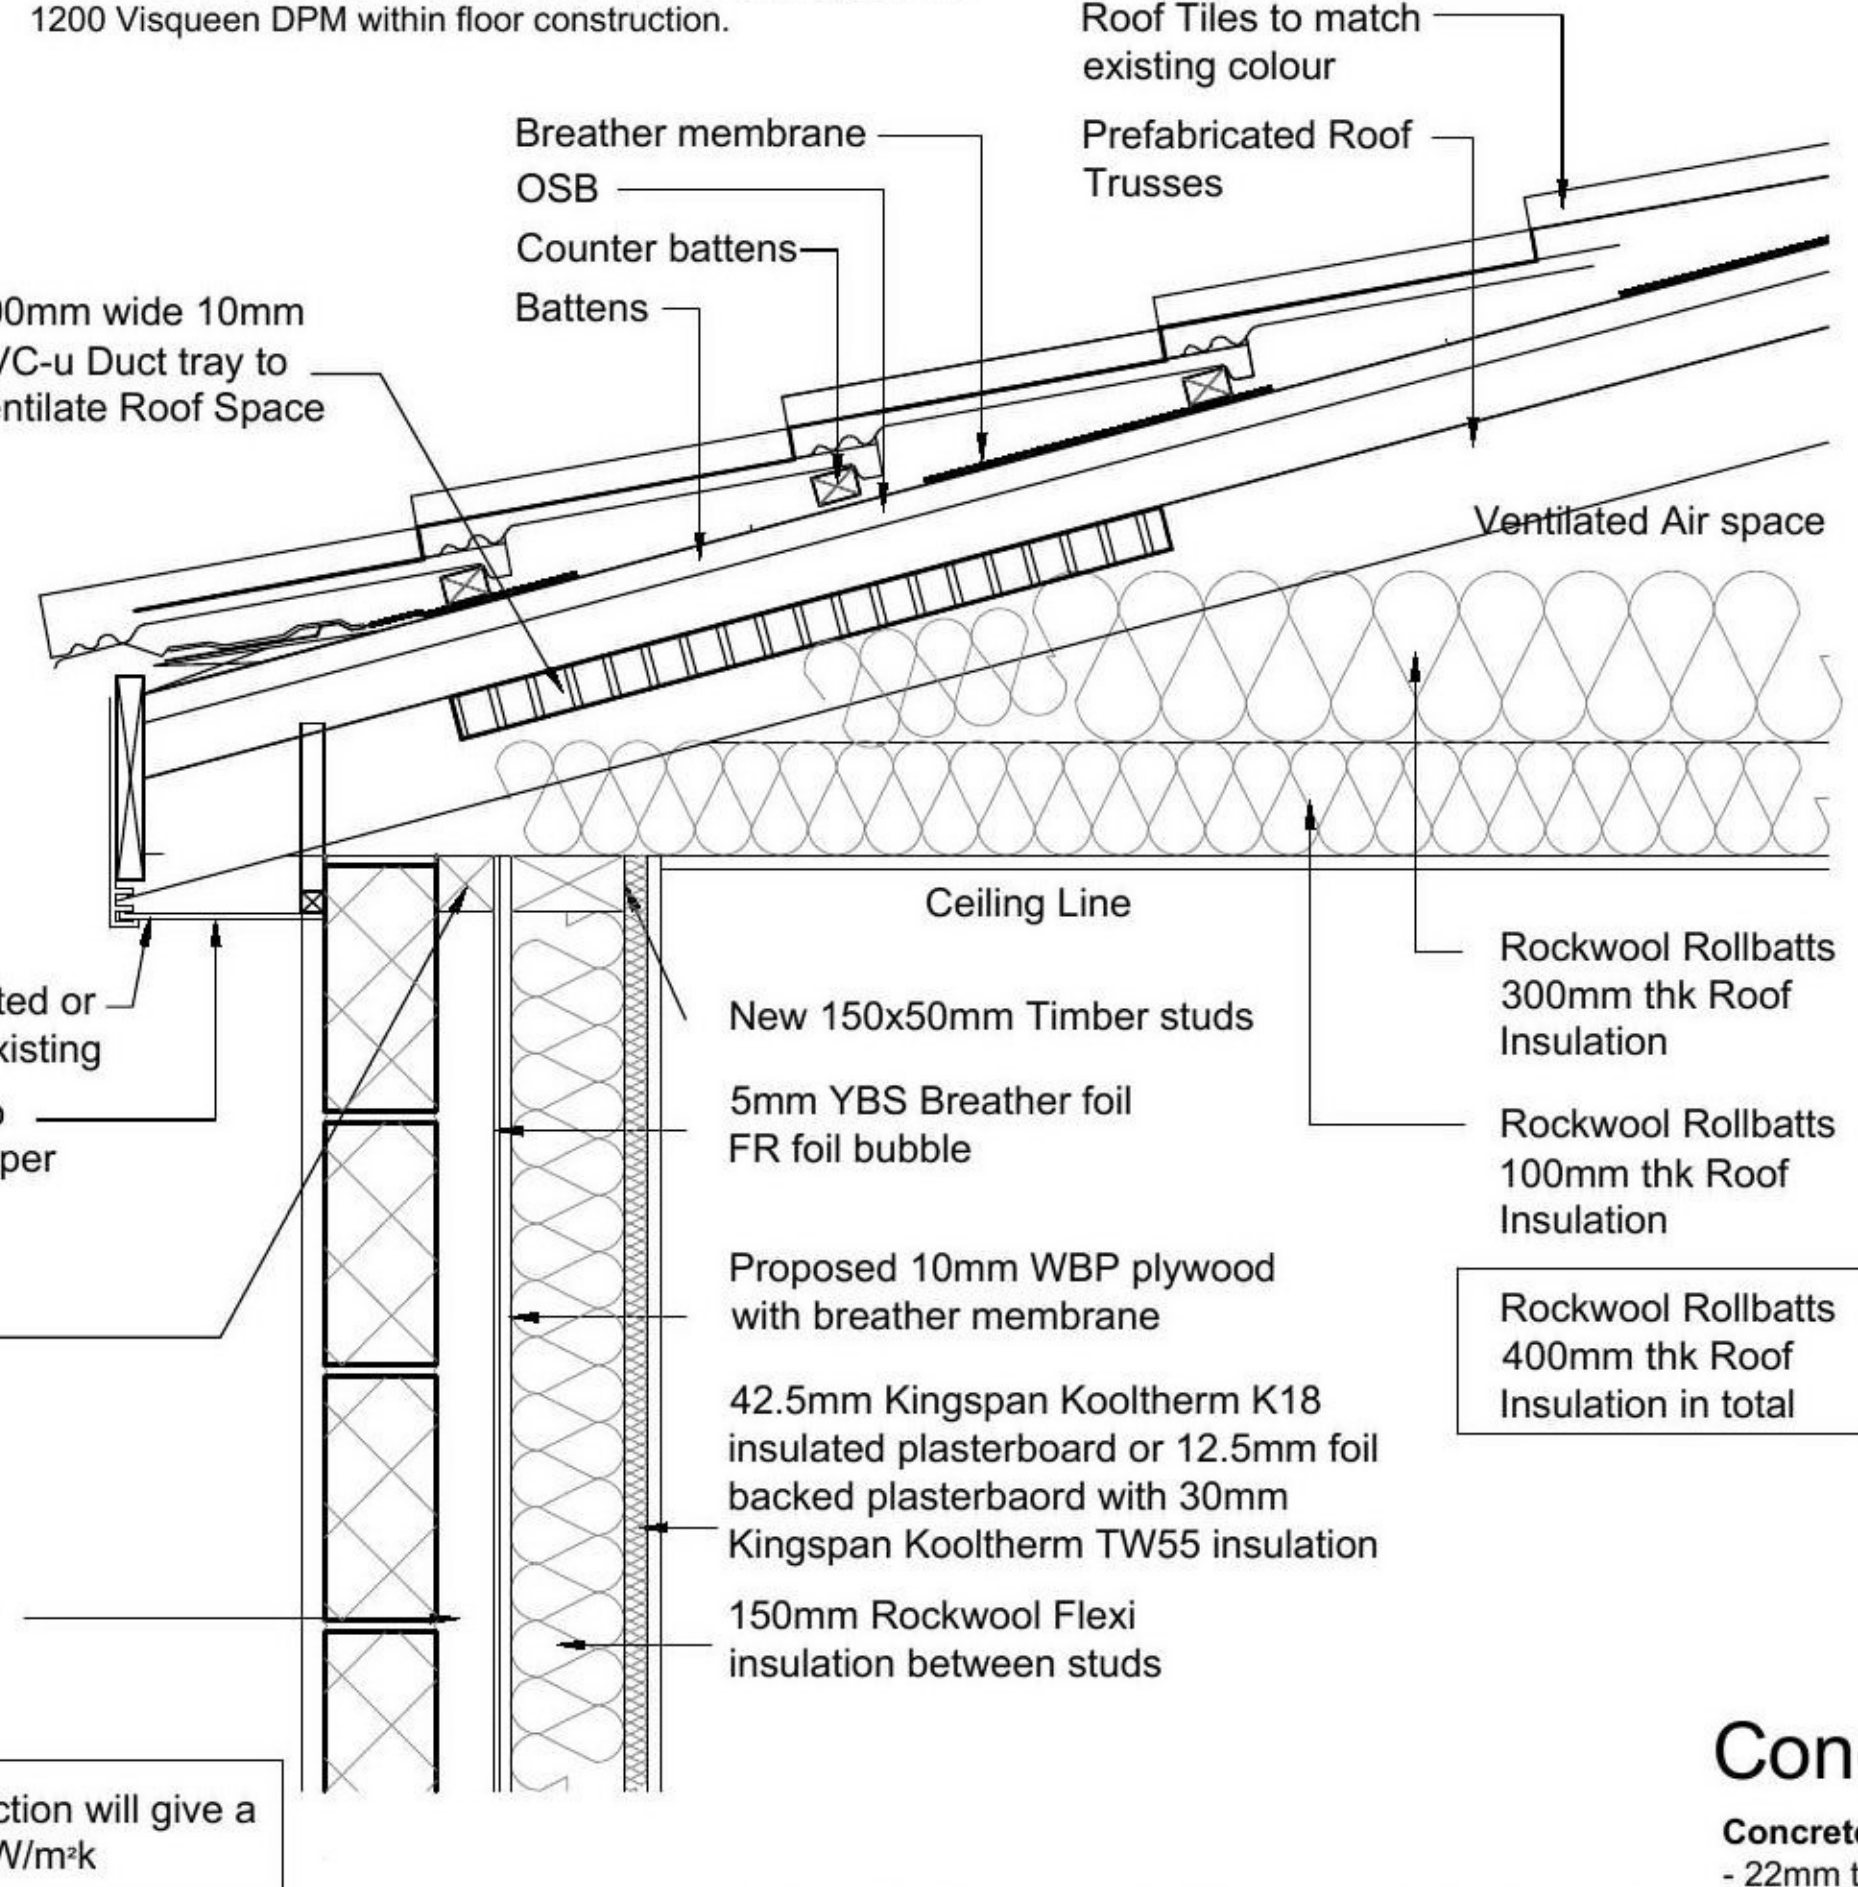 1200 Visqueen DPM within floor construction.
Roof Tiles to match
existing colour
Breather membrane
Prefabricated Roof
Trusses
OSB
Counter battens
Battens
00mm wide 10mm
VC-u Duct tray to
entilate Roof Space
Ventilated Air space
Ceiling Line
ted or
xisting
per
New 150x50mm Timber studs
5mm YBS Breather foil
FR foil bubble
Proposed 10mm WBP plywood
with breather membrane
42.5mm Kingspan Kooltherm K18
insulated plasterboard or 12.5mm foil
backed plasterbaord with 30mm
Kingspan Kooltherm TW55 insulation
150mm Rockwool Flexi
insulation between studs
Rockwool Rollbatts
300mm thk Roof
Insulation
Rockwool Rollbatts
100mm thk Roof
Insulation
Rockwool Rollbatts
400mm thk Roof
Insulation in total
ction will give a
W/m²k
Con
Concrete
- 22mm t